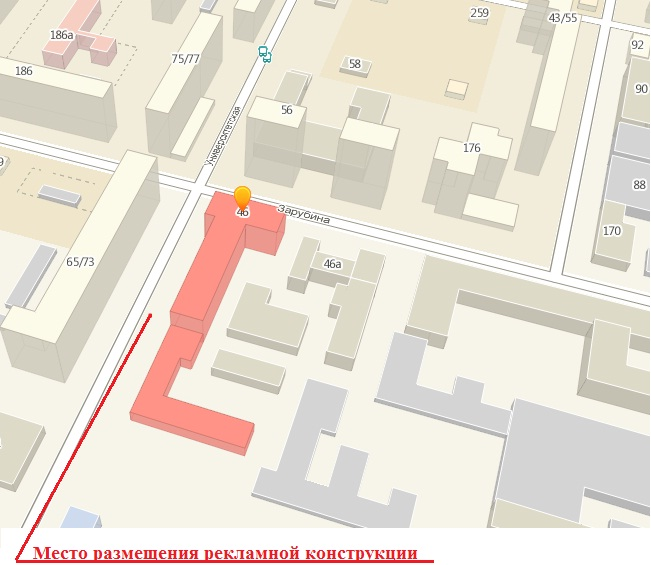 259
43/55
186а
92
75/77
58
186
90
56
Университетская
176
88
46
Зарубина
170
65/73
46а
Место размещения рекламной конструкции